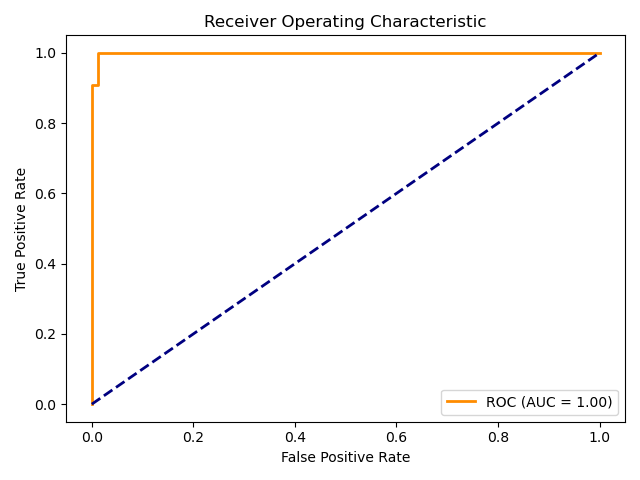 Receiver Operating Characteristic
1.0
0.8
0.6
0.4
0.2
0.0
True Positive Rate
0.0 0.2 0.4 0.6 0.8 1.0
False Positive Rate
ROC (AUC = 1.00)